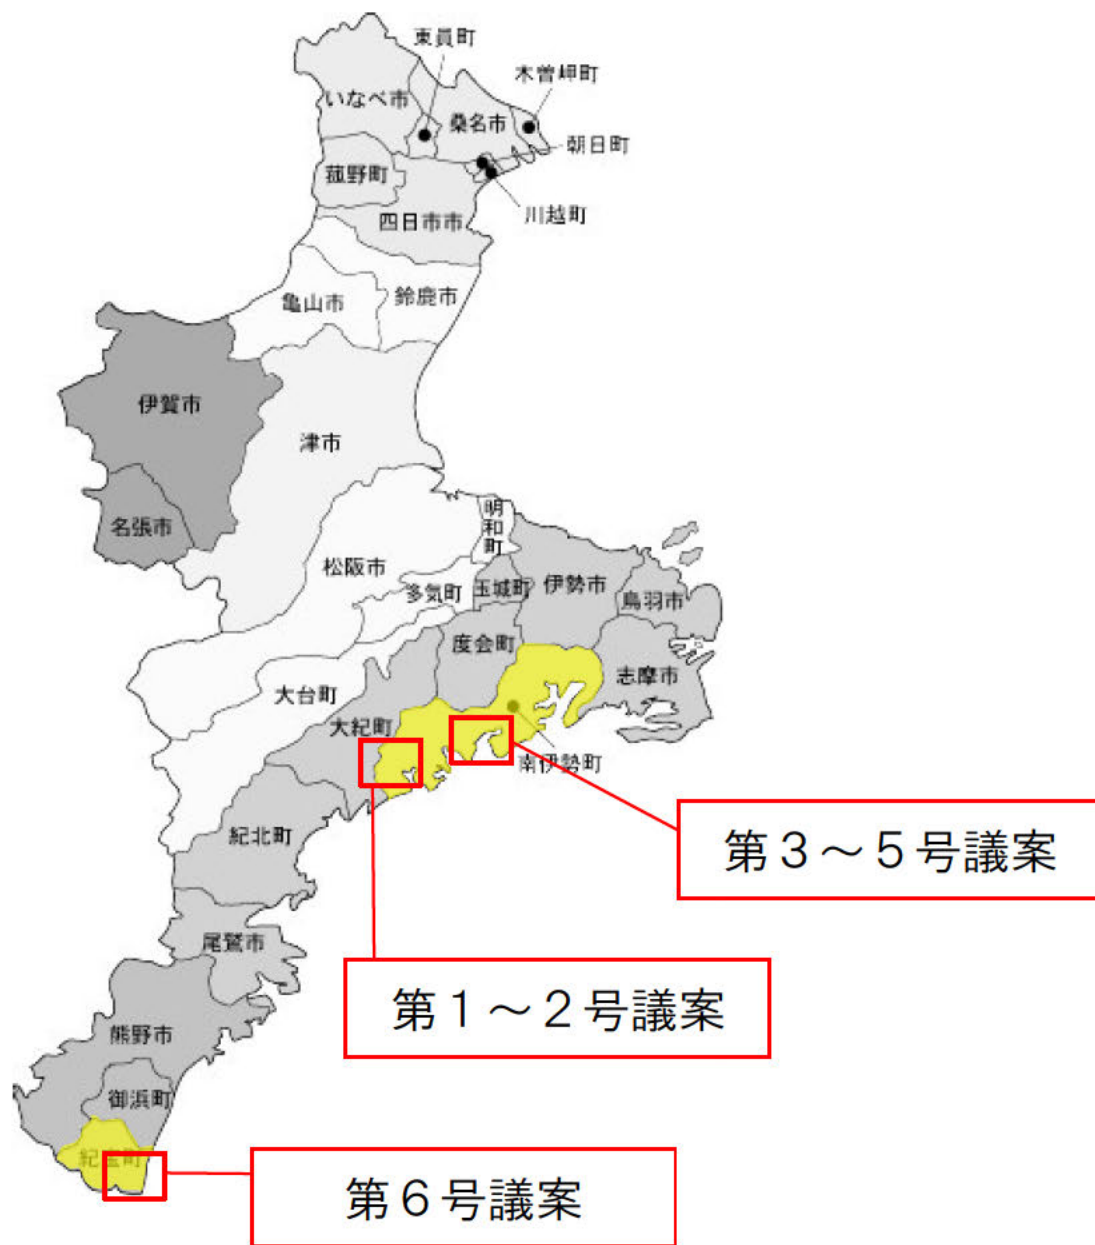 東員町
木曽岬町
いなべ市
桑名市
朝日町
菰野町
川越町
四日市市
亀山市
鈴鹿市
伊賀市
津市
名張市
明和町
松阪市
多気町
玉城町
伊勢市
鳥羽市
度会町
志摩市
大台町
大紀町
南伊勢町
紀北町
第3~5号議案
尾鷲市
第1~2号議案
熊野市
御浜町
紀宝町
第6号議案